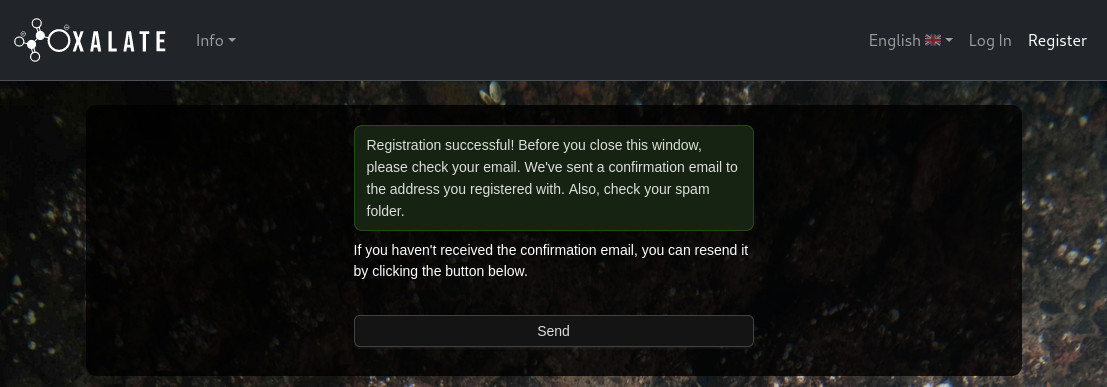 OXALATE
Info
English
Log In
Register
Registration successful! Before you close this window,
please check your email. We've sent a confirmation email to
the address you registered with. Also, check your spam
folder.
If you haven't received the confirmation email, you can resend it
by clicking the button below.
Send